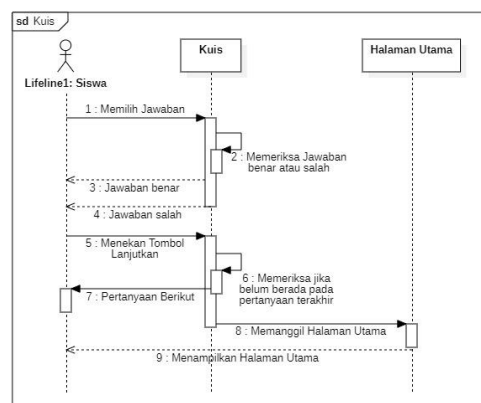 sd Kuis
Kuis
Halaman Utama
Lifeline1: Siswa
1 : Memilih Jawaban
2 : Memeriksa Jawaban
benar atau salah
3 : Jawaban benar
4 : Jawaban salah
5 : Menekan Tombol
Lanjutkan
6 : Memeriksa jika
belum berada pada
pertanyaan terakhir
7 : Pertanyaan Berikut
8 : Memanggil Halaman Utama
9 : Menampilkan Halaman Utama